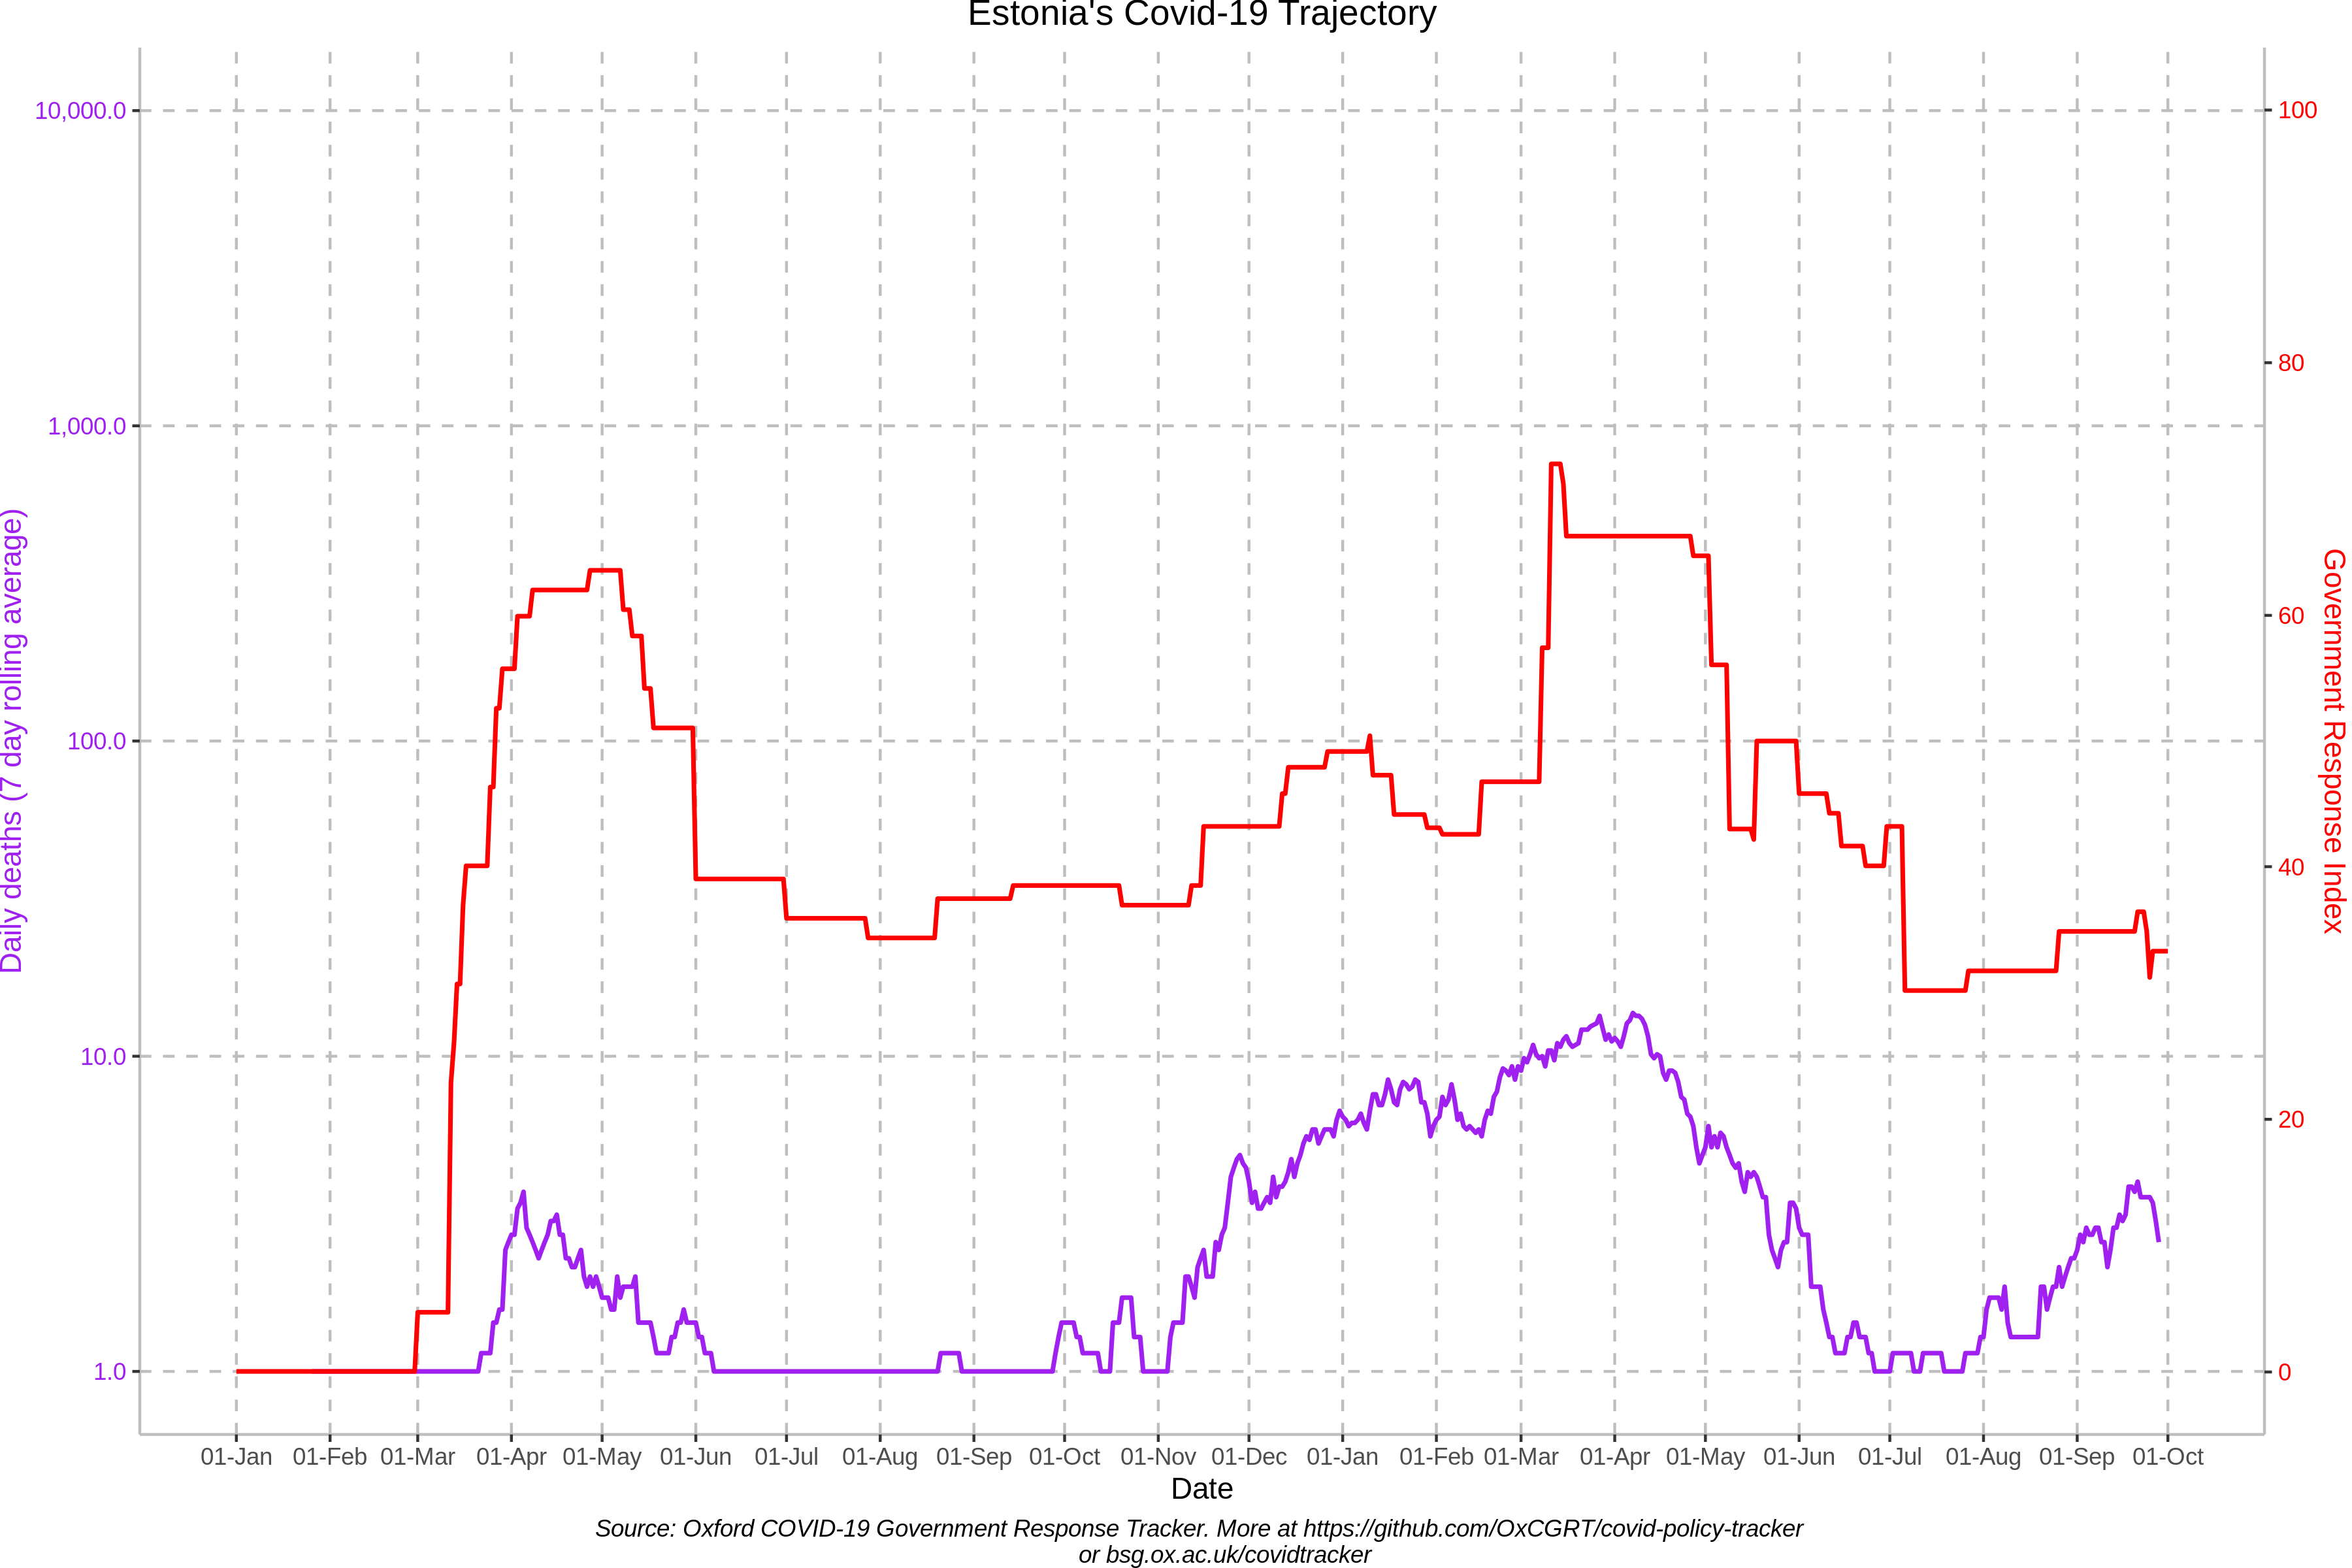 Estonia's Covid-19 Trajectory
Daily deaths (7 day rolling average)
10,000.0
1,000.0
100.0
10.0
1.0
100
80
60
40
20
0
Government Response Index
01-Jan 01-Feb 01-Mar 01-Apr 01-May 01-Jun 01-Jul 01-Aug 01-Sep 01-Oct 01-Nov 01-Dec 01-Jan 01-Feb 01-Mar 01-Apr 01-May 01-Jun 01-Jul 01-Aug 01-Sep 01-Oct
Date
Source: Oxford COVID-19 Government Response Tracker. More at https://github.com/OxCGRT/covid-policy-tracker
or bsg.ox.ac.uk/covidtracker